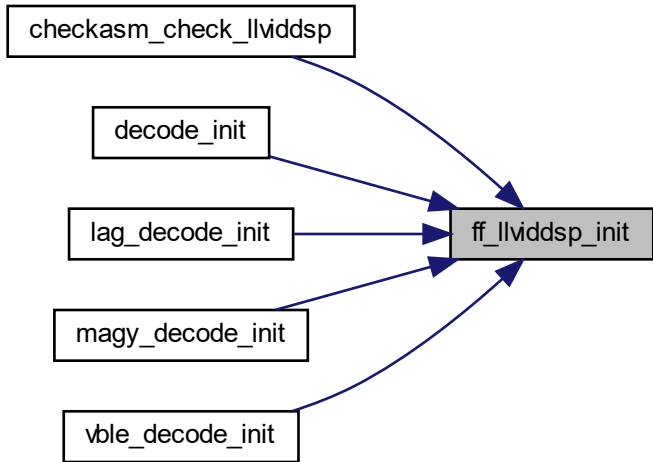 checkasm_check_llviddsp
decode_init
lag_decode_init
ff_llviddsp_init
magy_decode_init
vble_decode_init